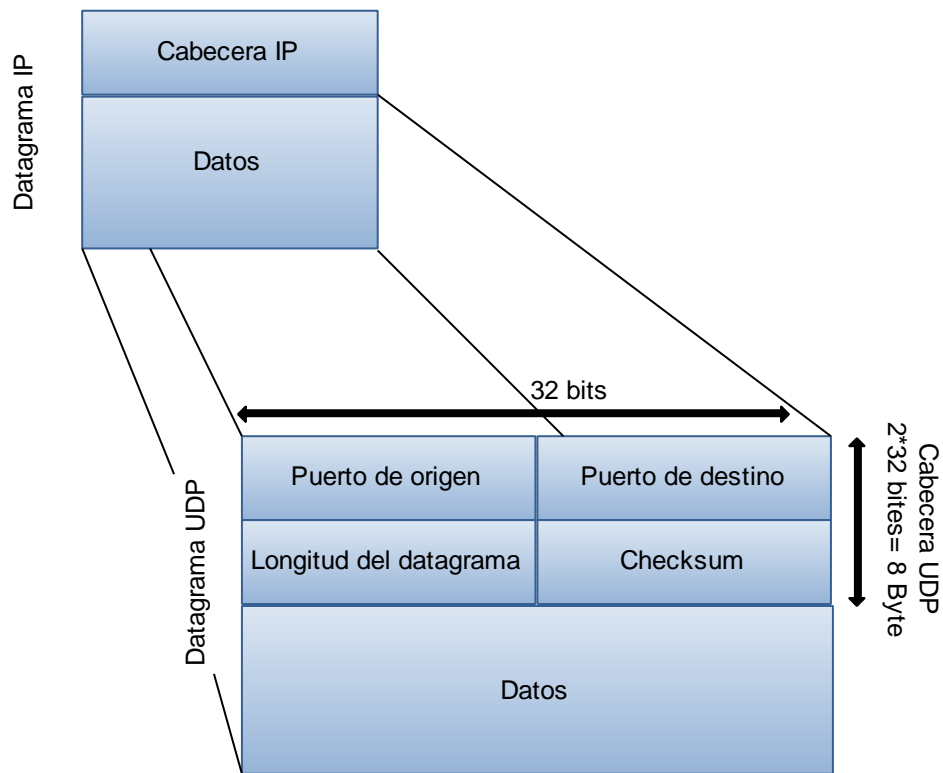 Datagrama IP
Cabecera IP
Datos
32 bits
Puerto de origen
Puerto de destino
Longitud del datagrama
Checksum
Datos
Datagrama UDP
Cabecera UDP
2*32 bites= 8 Byte